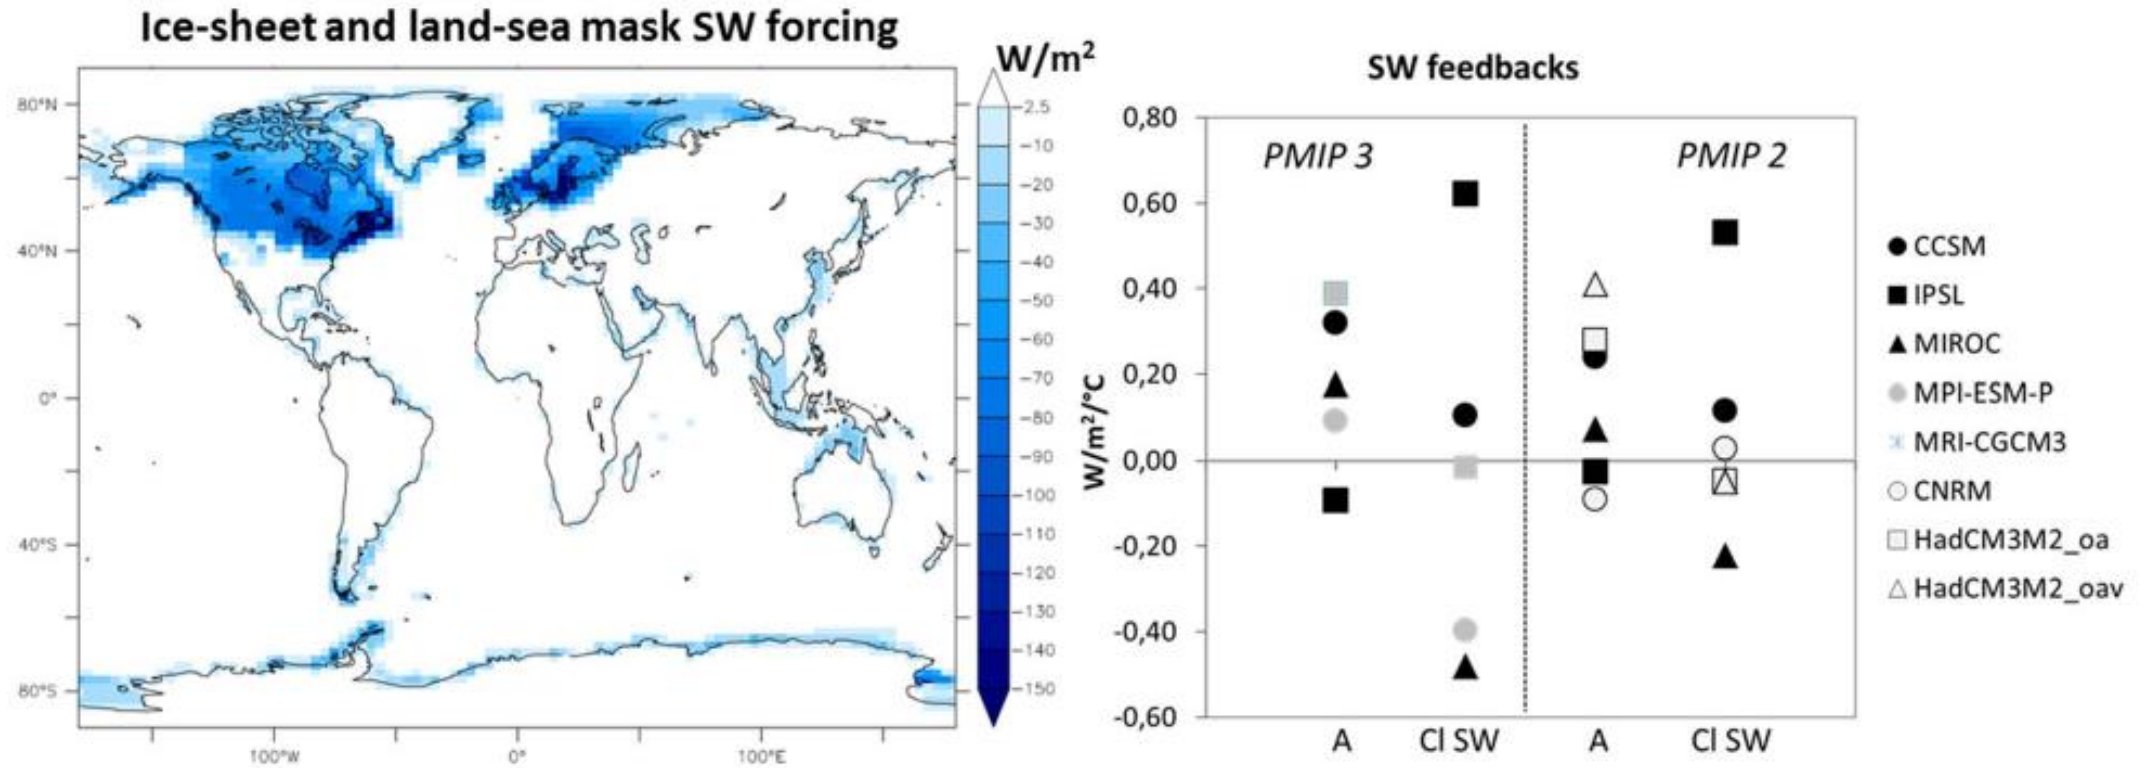 Ice-sheet and land-sea mask SW forcing
W/m²
80°N
40°N
0°
40°S
80°S
100°W
0°
100°E
−2.5
−10
−20
−30
−40
−50
−60
−70
−80
−90
−100
−110
−120
−130
−140
−150
SW feedbacks
PMIP 3
PMIP 2
W/m²/°C
0,80
0,60
0,40
0,20
0,00
-0,20
-0,40
-0,60
A
Cl SW
A
Cl SW
CCSM
IPSL
MIROC
MPI-ESM-P
MRI-CGCM3
CNRM
HadCM3M2_oa
HadCM3M2_oav